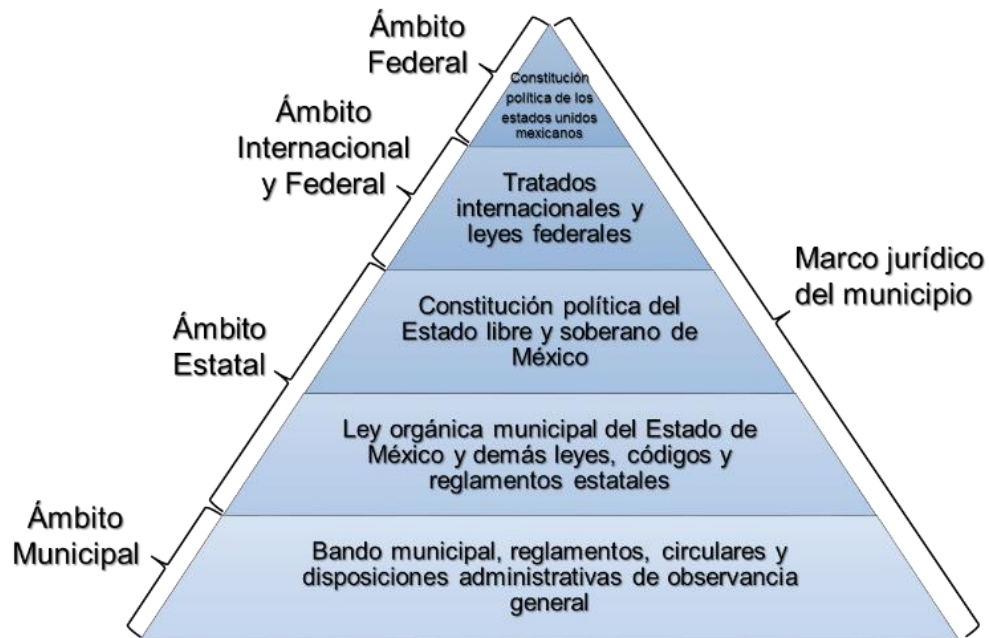 Ámbito
Federal
Constitución
política de los
estados unidos
mexicanos
Ámbito
Internacional
y Federal
Tratados
internacionales y
leyes federales
Marco jurídico
del municipio
Ámbito
Estatal
Constitución política del
Estado libre y soberano de
México
Ley orgánica municipal del Estado de
México y demás leyes, códigos y
reglamentos estatales
Ámbito
Municipal
Bando municipal, reglamentos, circulares y
disposiciones administrativas de observancia
general